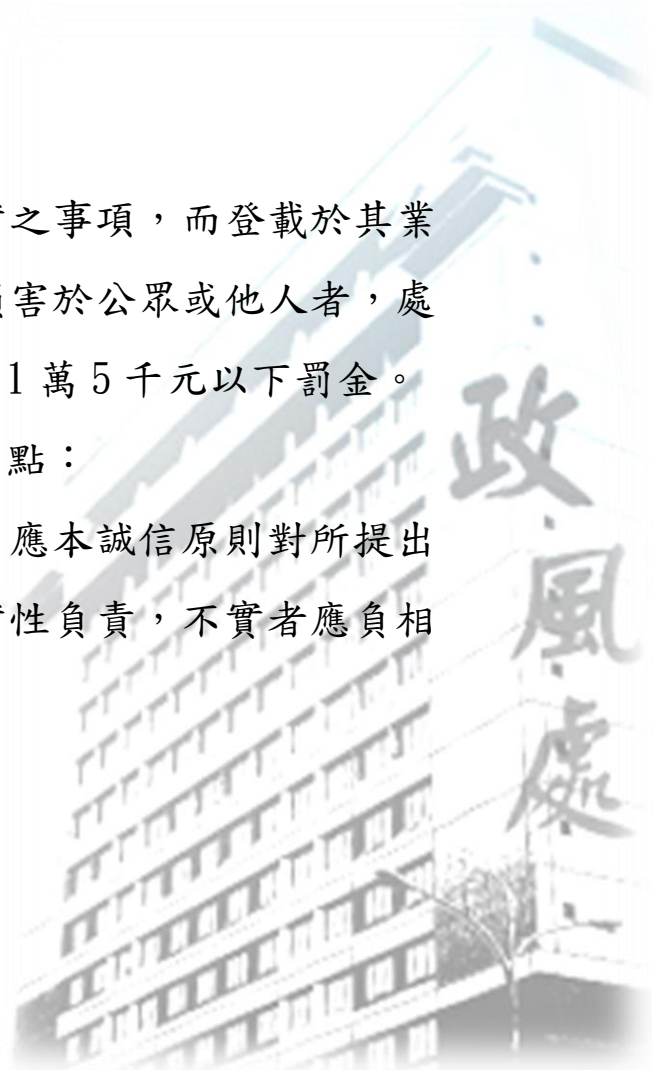 之事項，而登載於其業
害於公眾或他人者，處
1 萬 5 千元以下罰金。
點：
應本誠信原則對所提出
性負責，不實者應負相
政風處